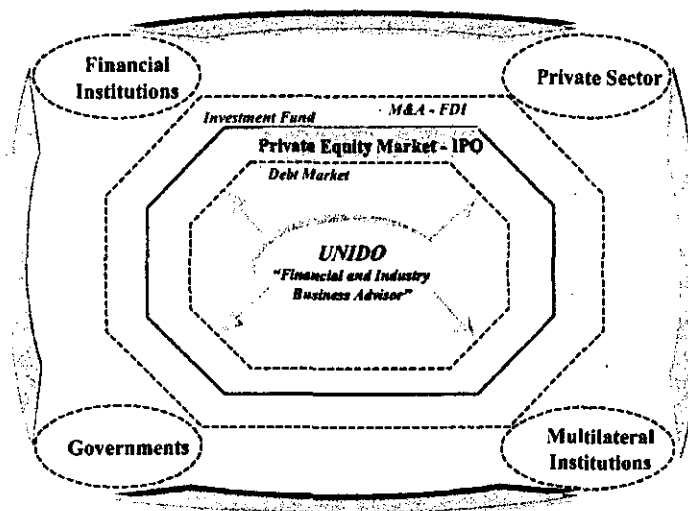 Financial
Institutions
Private Sector
M&A - FDI
Investment Fund
Private Equity Market - IPO
Debt Market
UNIDO
"Financial and Industry
Business Advisor"
Governments
Multilateral
Institutions